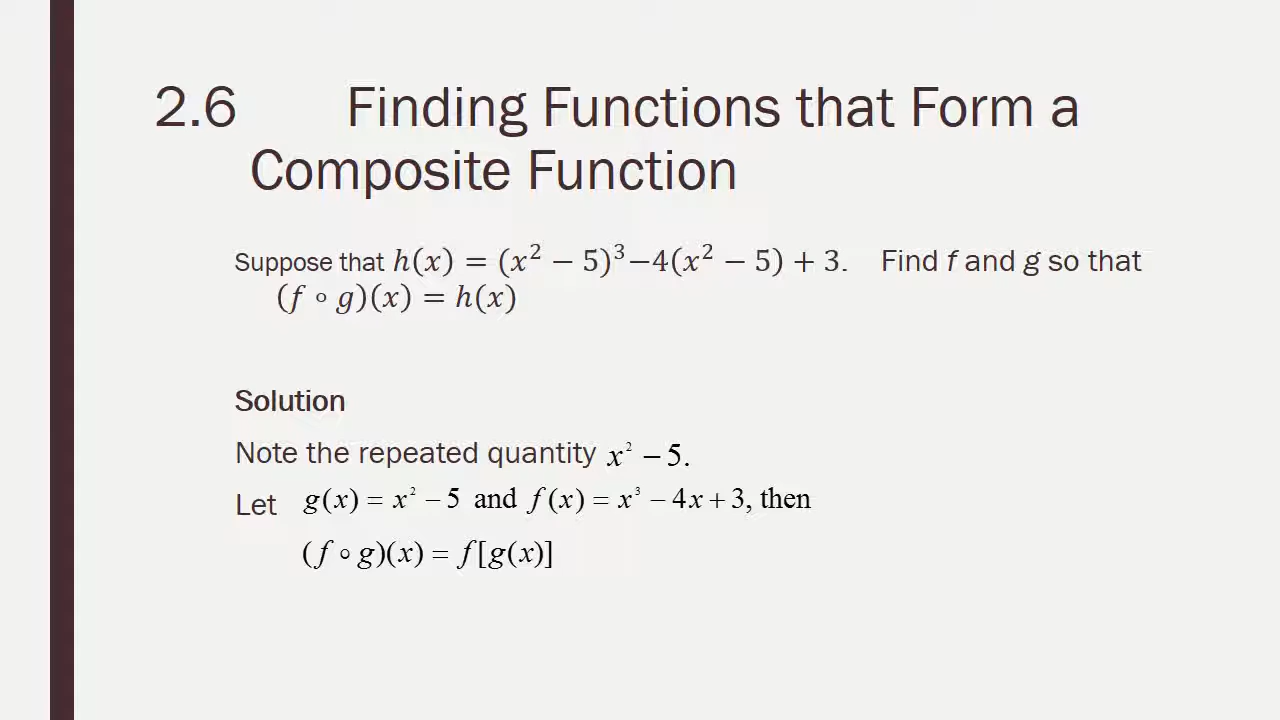 2.6 Finding Functions that Form a
Composite Function
Suppose that h(x) = (x² − 5)³−4(x² − 5) + 3. Find f and g so that
(f ∘ g)(x) = h(x)
Solution
Note the repeated quantity x² − 5.
Let g(x) = x² − 5 and f(x) = x³ − 4x + 3, then
(f ∘ g)(x) = f[g(x)]